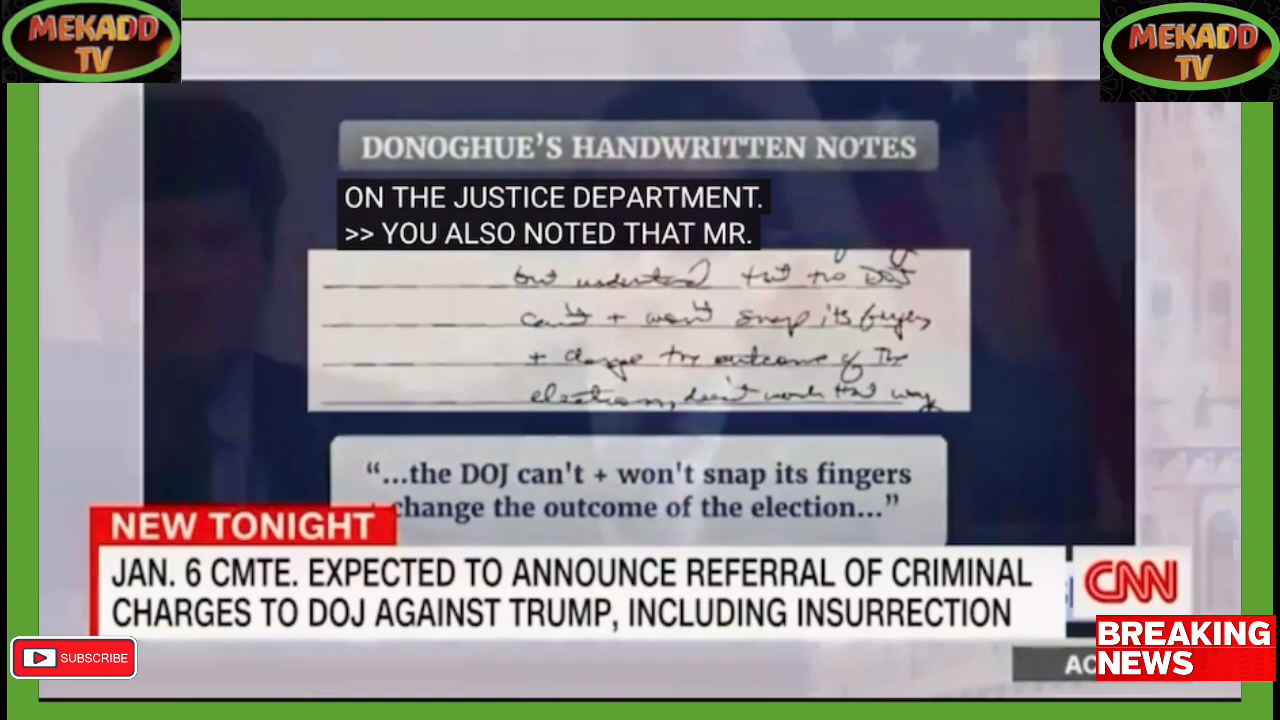 MEKADD
TV
MEKADD
TV
DONOGHUE'S HANDWRITTEN NOTES
ON THE JUSTICE DEPARTMENT.
>> YOU ALSO NOTED THAT MR.
but understand that the DOJ
can't + won't snap its fingers
+ change the outcome of the
election, doesn't work that way
“...the DOJ can't + won't snap its fingers
+ change the outcome of the election...”
NEW TONIGHT
JAN. 6 CMTE. EXPECTED TO ANNOUNCE REFERRAL OF CRIMINAL
CHARGES TO DOJ AGAINST TRUMP, INCLUDING INSURRECTION
CNN
BREAKING
NEWS
SUBSCRIBE